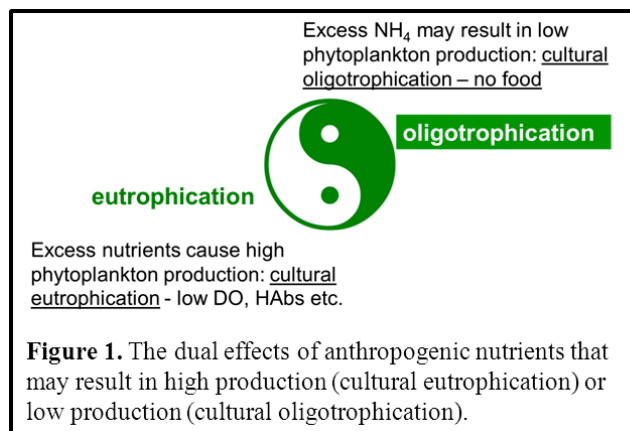 Excess NH4 may result in low
phytoplankton production: cultural
oligotrophication – no food
oligotrophication
eutrophication
Excess nutrients cause high
phytoplankton production: cultural
eutrophication - low DO, HAbs etc.
Figure 1. The dual effects of anthropogenic nutrients that
may result in high production (cultural eutrophication) or
low production (cultural oligotrophication).